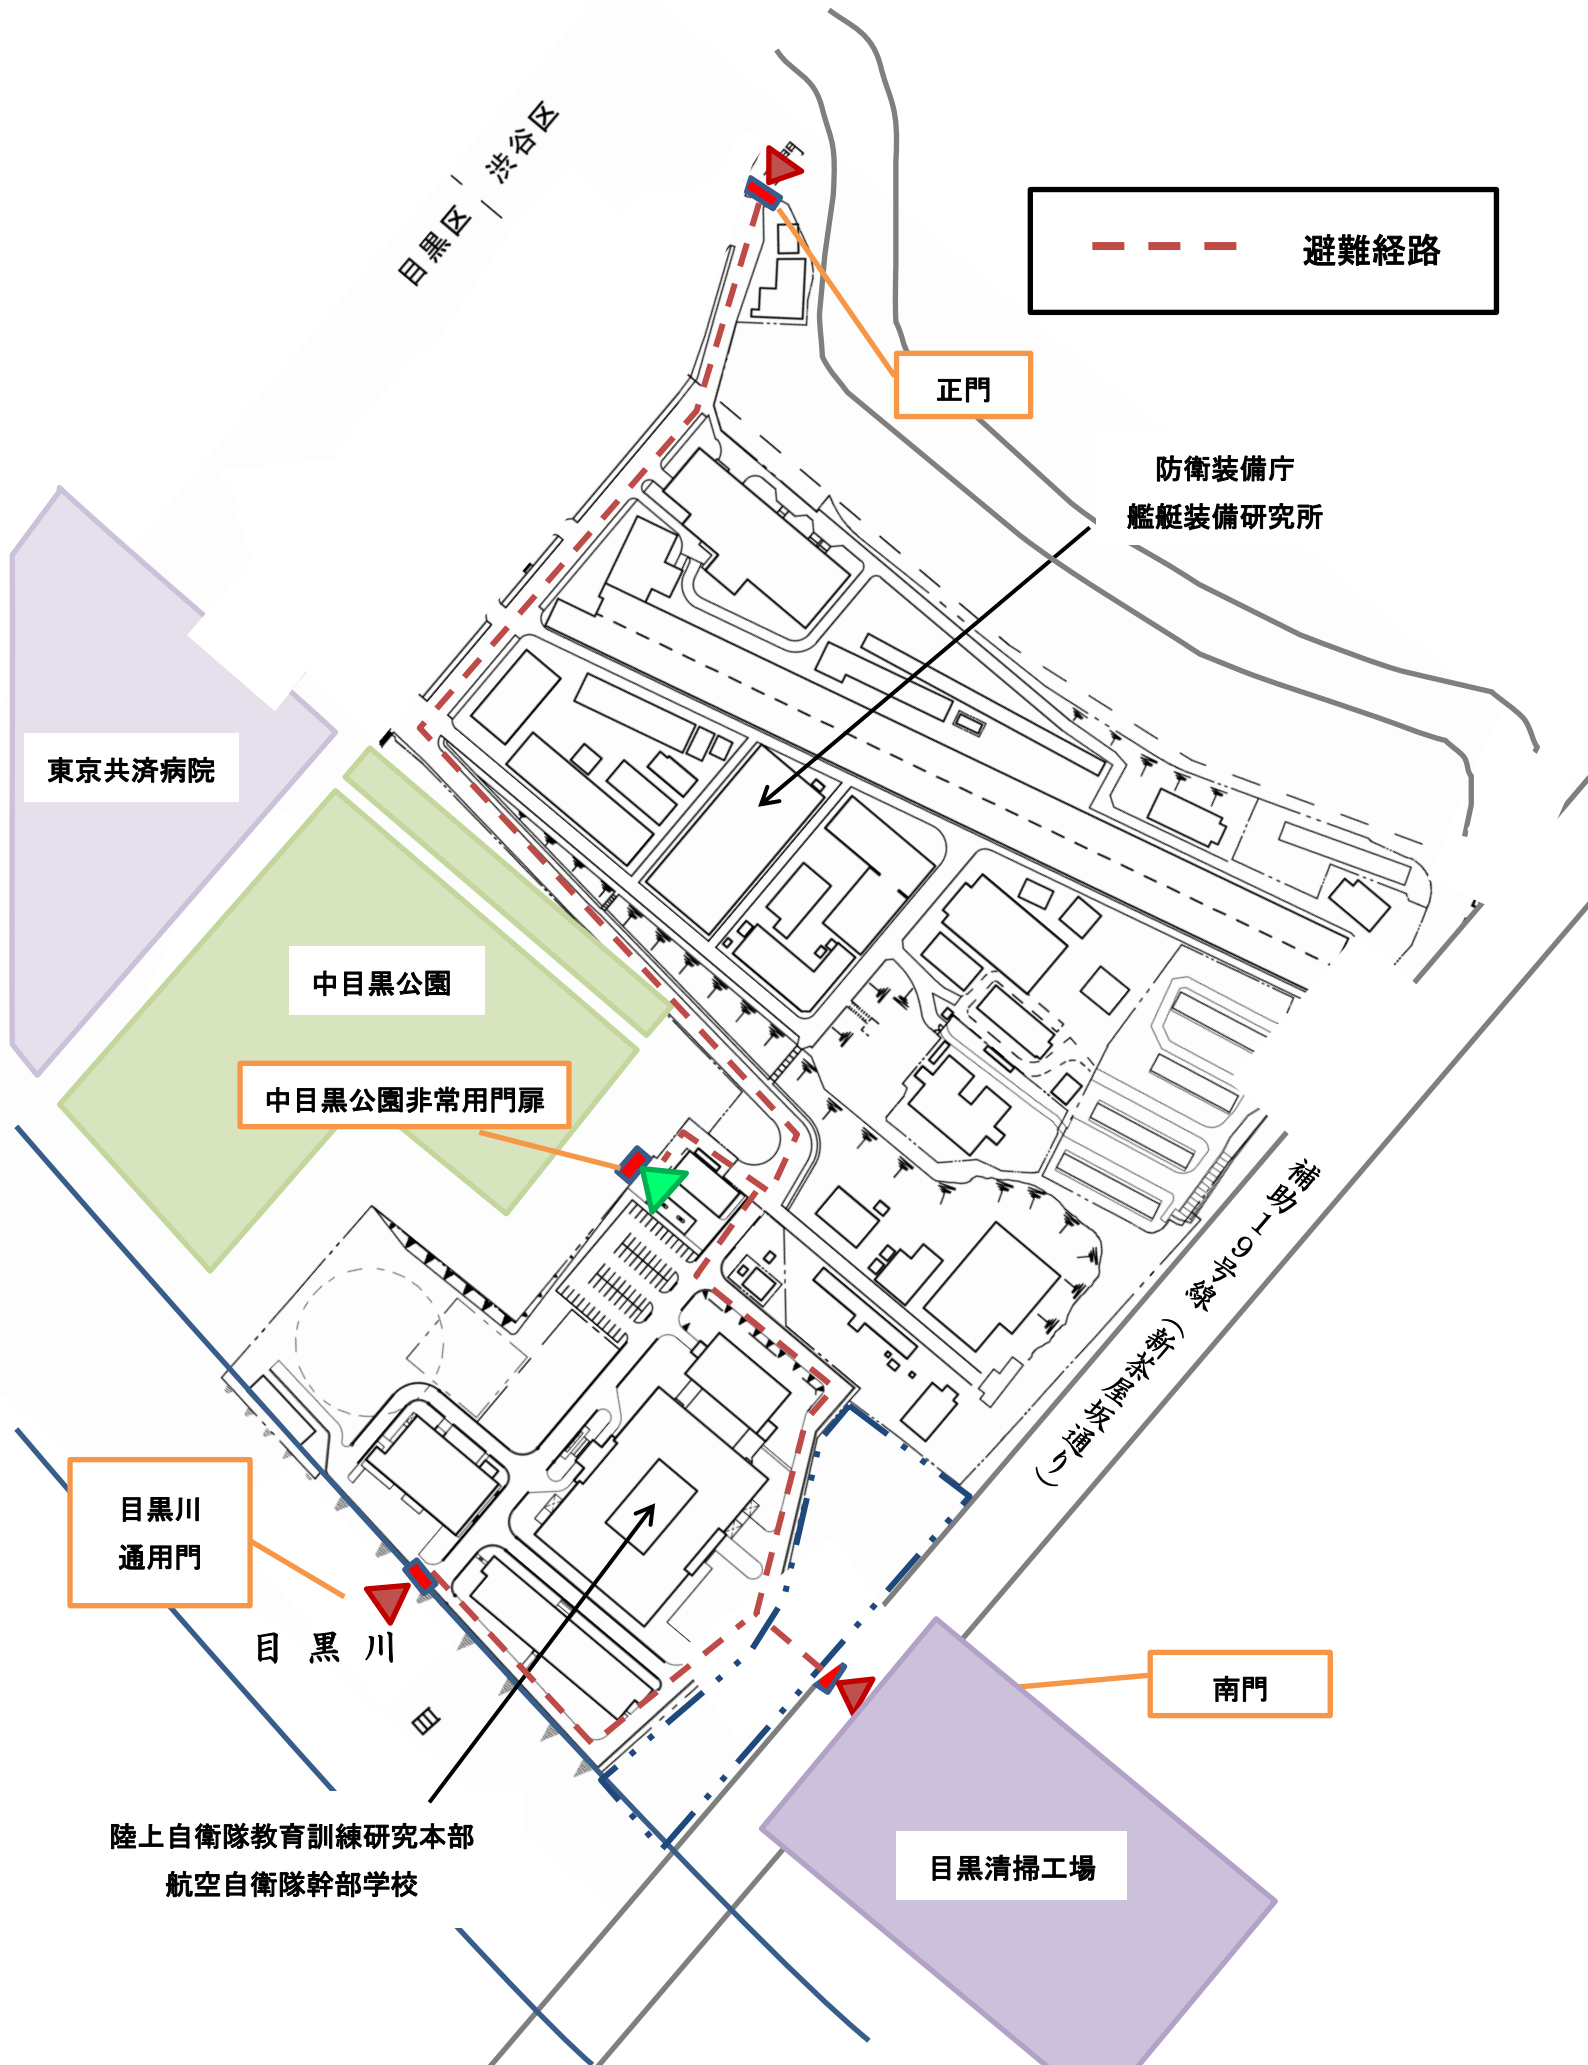 渋谷区
目黒区
門
避難経路
正門
防衛装備庁
艦艇装備研究所
東京共済病院
中目黒公園
中目黒公園非常用門扉
補助19号線(新茶屋坂通り)
目黒川
通用門
目黒川
目
南門
陸上自衛隊教育訓練研究本部
航空自衛隊幹部学校
目黒清掃工場